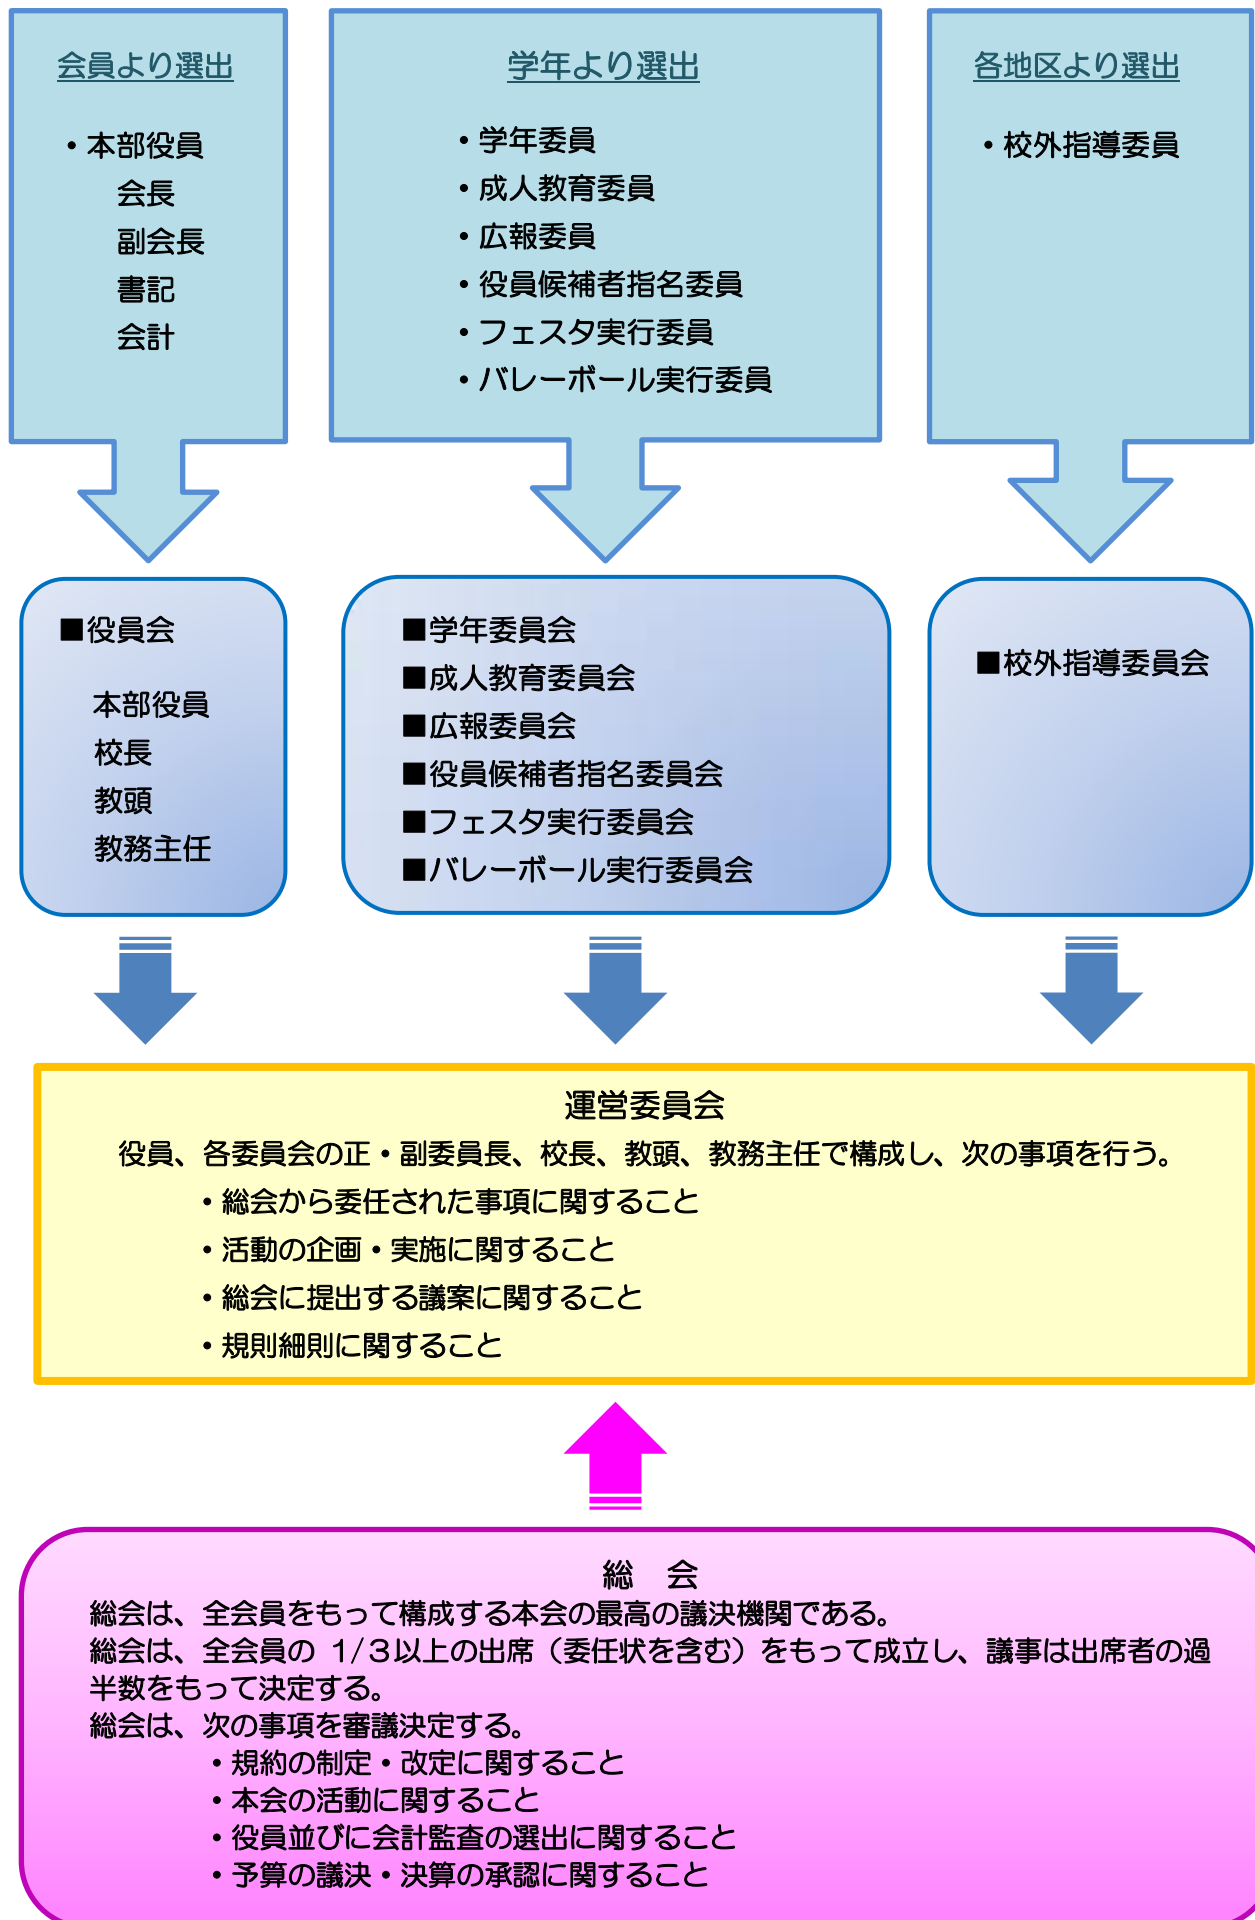 会員より選出
・本部役員
会長
副会長
書記
会計
学年より選出
・学年委員
・成人教育委員
・広報委員
・役員候補者指名委員
・フェスタ実行委員
・バレーボール実行委員
各地区より選出
・校外指導委員
■役員会
本部役員
校長
教頭
教務主任
■学年委員会
■成人教育委員会
■広報委員会
■役員候補者指名委員会
■フェスタ実行委員会
■バレーボール実行委員会
■校外指導委員会
運営委員会
役員、各委員会の正・副委員長、校長、教頭、教務主任で構成し、次の事項を行う。
・総会から委任された事項に関すること
・活動の企画・実施に関すること
・総会に提出する議案に関すること
・規則細則に関すること
総　会
総会は、全会員をもって構成する本会の最高の議決機関である。
総会は、全会員の 1/３以上の出席（委任状を含む）をもって成立し、議事は出席者の過
半数をもって決定する。
総会は、次の事項を審議決定する。
・規約の制定・改定に関すること
・本会の活動に関すること
・役員並びに会計監査の選出に関すること
・予算の議決・決算の承認に関すること